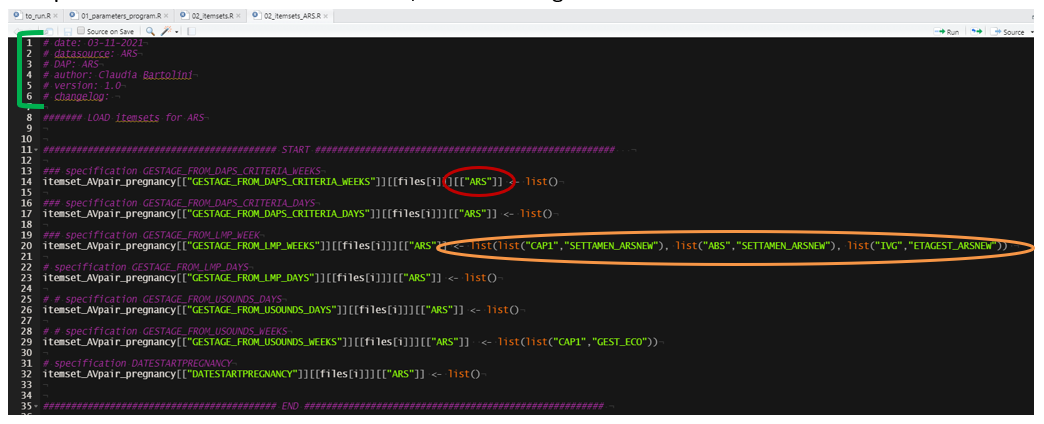 to_run.R × 01_parameters_program.R × 02_itemsets.R × 02_itemsets_ARS.R ×
Source on Save Run Source
1 # date: 03-11-2021
2 # datasource: ARS
3 # DAP: ARS
4 # author: Claudia Bartolini
5 # version: 1.0
6 # changelog:
7
8 ####### LOAD itemsets for ARS
9
10
11 ########################################## START ######################################################
12
13 ### specification GESTAGE_FROM_DAPS_CRITERIA_WEEKS
14 itemset_AVpair_pregnancy[["GESTAGE_FROM_DAPS_CRITERIA_WEEKS"]][[files[i]]][["ARS"]] <- list()
15
16 ### specification GESTAGE_FROM_DAPS_CRITERIA_DAYS
17 itemset_AVpair_pregnancy[["GESTAGE_FROM_DAPS_CRITERIA_DAYS"]][[files[i]]][["ARS"]] <- list()
18
19 ### specification GESTAGE_FROM_LMP_WEEK
20 itemset_AVpair_pregnancy[["GESTAGE_FROM_LMP_WEEKS"]][[files[i]]][["ARS"]] <- list(list("CAP1","SETTAMEN_ARSNEW"), list("ABS","SETTAMEN_ARSNEW"), list("IVG","ETAGEST_ARSNEW"))
21
22 # specification GESTAGE_FROM_LMP_DAYS
23 itemset_AVpair_pregnancy[["GESTAGE_FROM_LMP_DAYS"]][[files[i]]][["ARS"]] <- list()
24
25 # # specification GESTAGE_FROM_USOUNDS_DAYS
26 itemset_AVpair_pregnancy[["GESTAGE_FROM_USOUNDS_DAYS"]][[files[i]]][["ARS"]] <- list()
27
28 # # specification GESTAGE_FROM_USOUNDS_WEEKS
29 itemset_AVpair_pregnancy[["GESTAGE_FROM_USOUNDS_WEEKS"]][[files[i]]][["ARS"]] <- list(list("CAP1","GEST_ECO"))
30
31 # specification DATESTARTPREGNANCY
32 itemset_AVpair_pregnancy[["DATESTARTPREGNANCY"]][[files[i]]][["ARS"]] <- list()
33
34
35 ########################################## END ######################################################